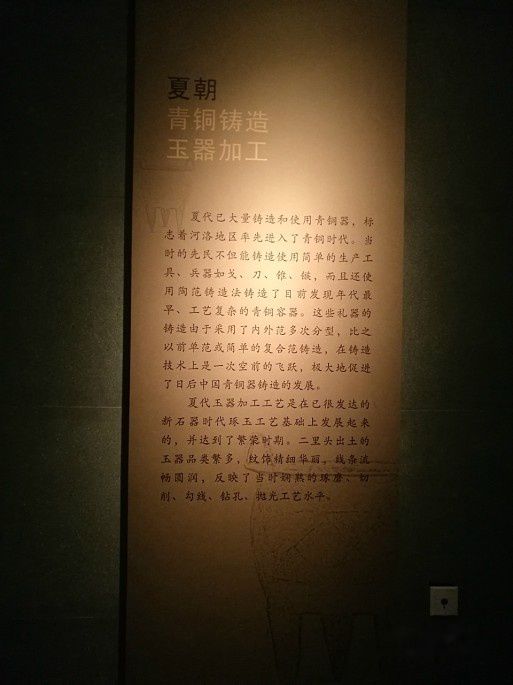 夏朝
青铜铸造
玉器加工
夏代已大量铸造和使用青铜器，标
志着河洛地区率先进入了青铜时代。当
时的先民不但能铸造使用简单的生产工
具、兵器如戈、刀、锥、镞，而且还使
用陶范铸造法铸造了目前发现年代最
早、工艺复杂的青铜容器。这些礼器的
铸造由于采用了内外范多次分型，比之
以前单范或简单的复合范铸造，在铸造
技术上是一次空前的飞跃，极大地促进
了日后中国青铜器铸造的发展。
夏代玉器加工工艺是在已很发达的
新石器时代琢玉工艺基础上发展起来
的，并达到了繁荣时期。二里头出土的
玉器品类繁多，纹饰精细华丽。线条流
畅圆润，反映了当时娴熟的琢磨、切
削、勾线、钻孔、抛光工艺水平。